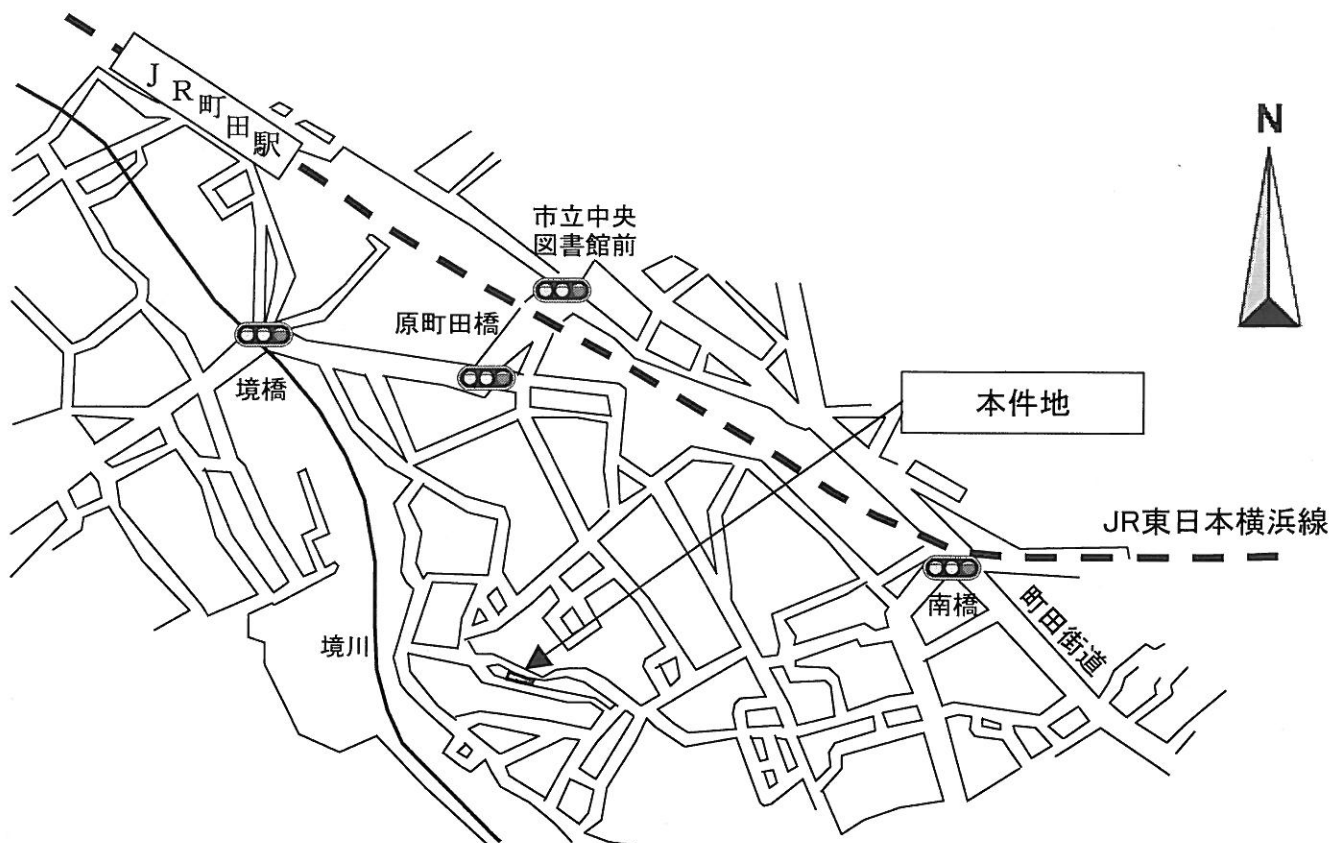 JR町田駅
N
市立中央
図書館前
原町田橋
境橋
本件地
JR東日本横浜線
南橋
町田街道
境川